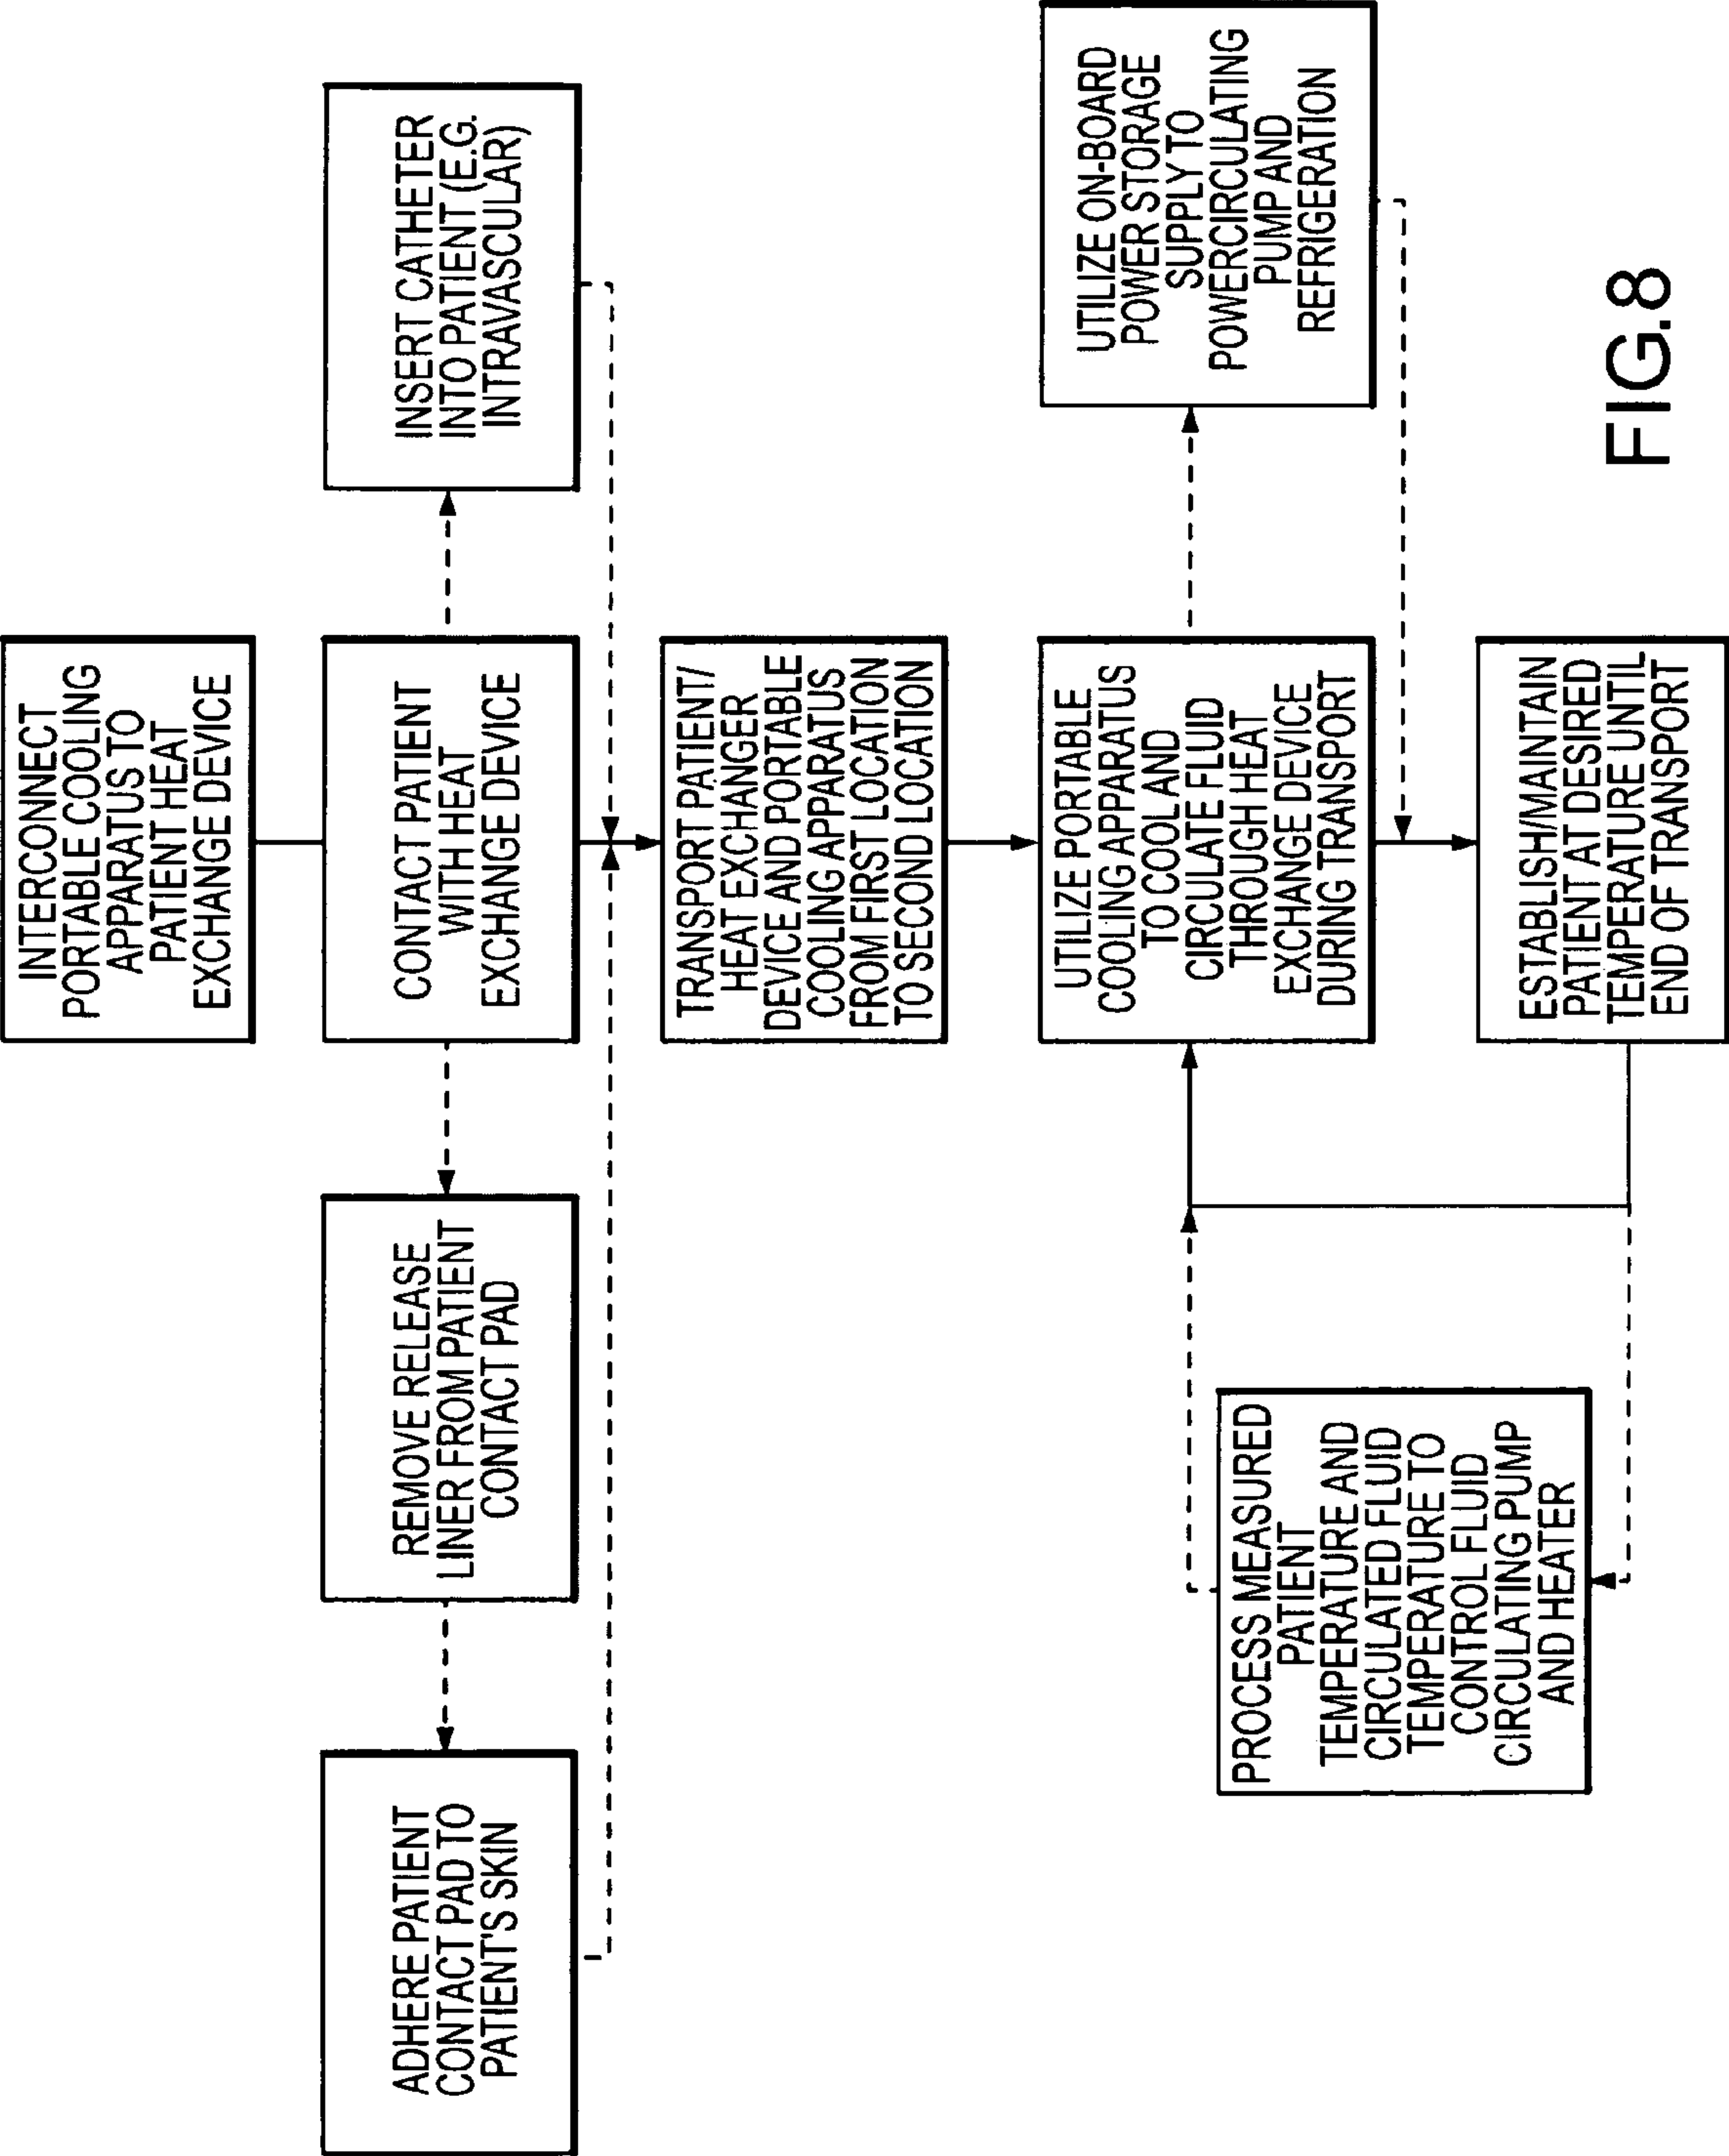 INTERCONNECT
PORTABLE COOLING
APPARATUS TO
PATIENT HEAT
EXCHANGE DEVICE
ADHERE PATIENT
CONTACT PAD TO
PATIENT'S SKIN
REMOVE RELEASE
LINER FROM PATIENT
CONTACT PAD
CONTACT PATIENT
WITH HEAT
EXCHANGE DEVICE
INSERT CATHETER
INTO PATIENT (E.G.
INTRAVASCULAR)
TRANSPORT PATIENT/
HEAT EXCHANGER
DEVICE AND PORTABLE
COOLING APPARATUS
FROM FIRST LOCATION
TO SECOND LOCATION
UTILIZE PORTABLE
COOLING APPARATUS
TO COOL AND
CIRCULATE FLUID
THROUGH HEAT
EXCHANGE DEVICE
DURING TRANSPORT
UTILIZE ON-BOARD
POWER STORAGE
SUPPLY TO
POWERCIRCULATING
PUMP AND
REFRIGERATION
PROCESS MEASURED
PATIENT
TEMPERATURE AND
CIRCULATED FLUID
TEMPERATURE TO
CONTROL FLUID
CIRCULATING PUMP
AND HEATER
ESTABLISH/MAINTAIN
PATIENT AT DESIRED
TEMPERATURE UNTIL
END OF TRANSPORT
FIG.8